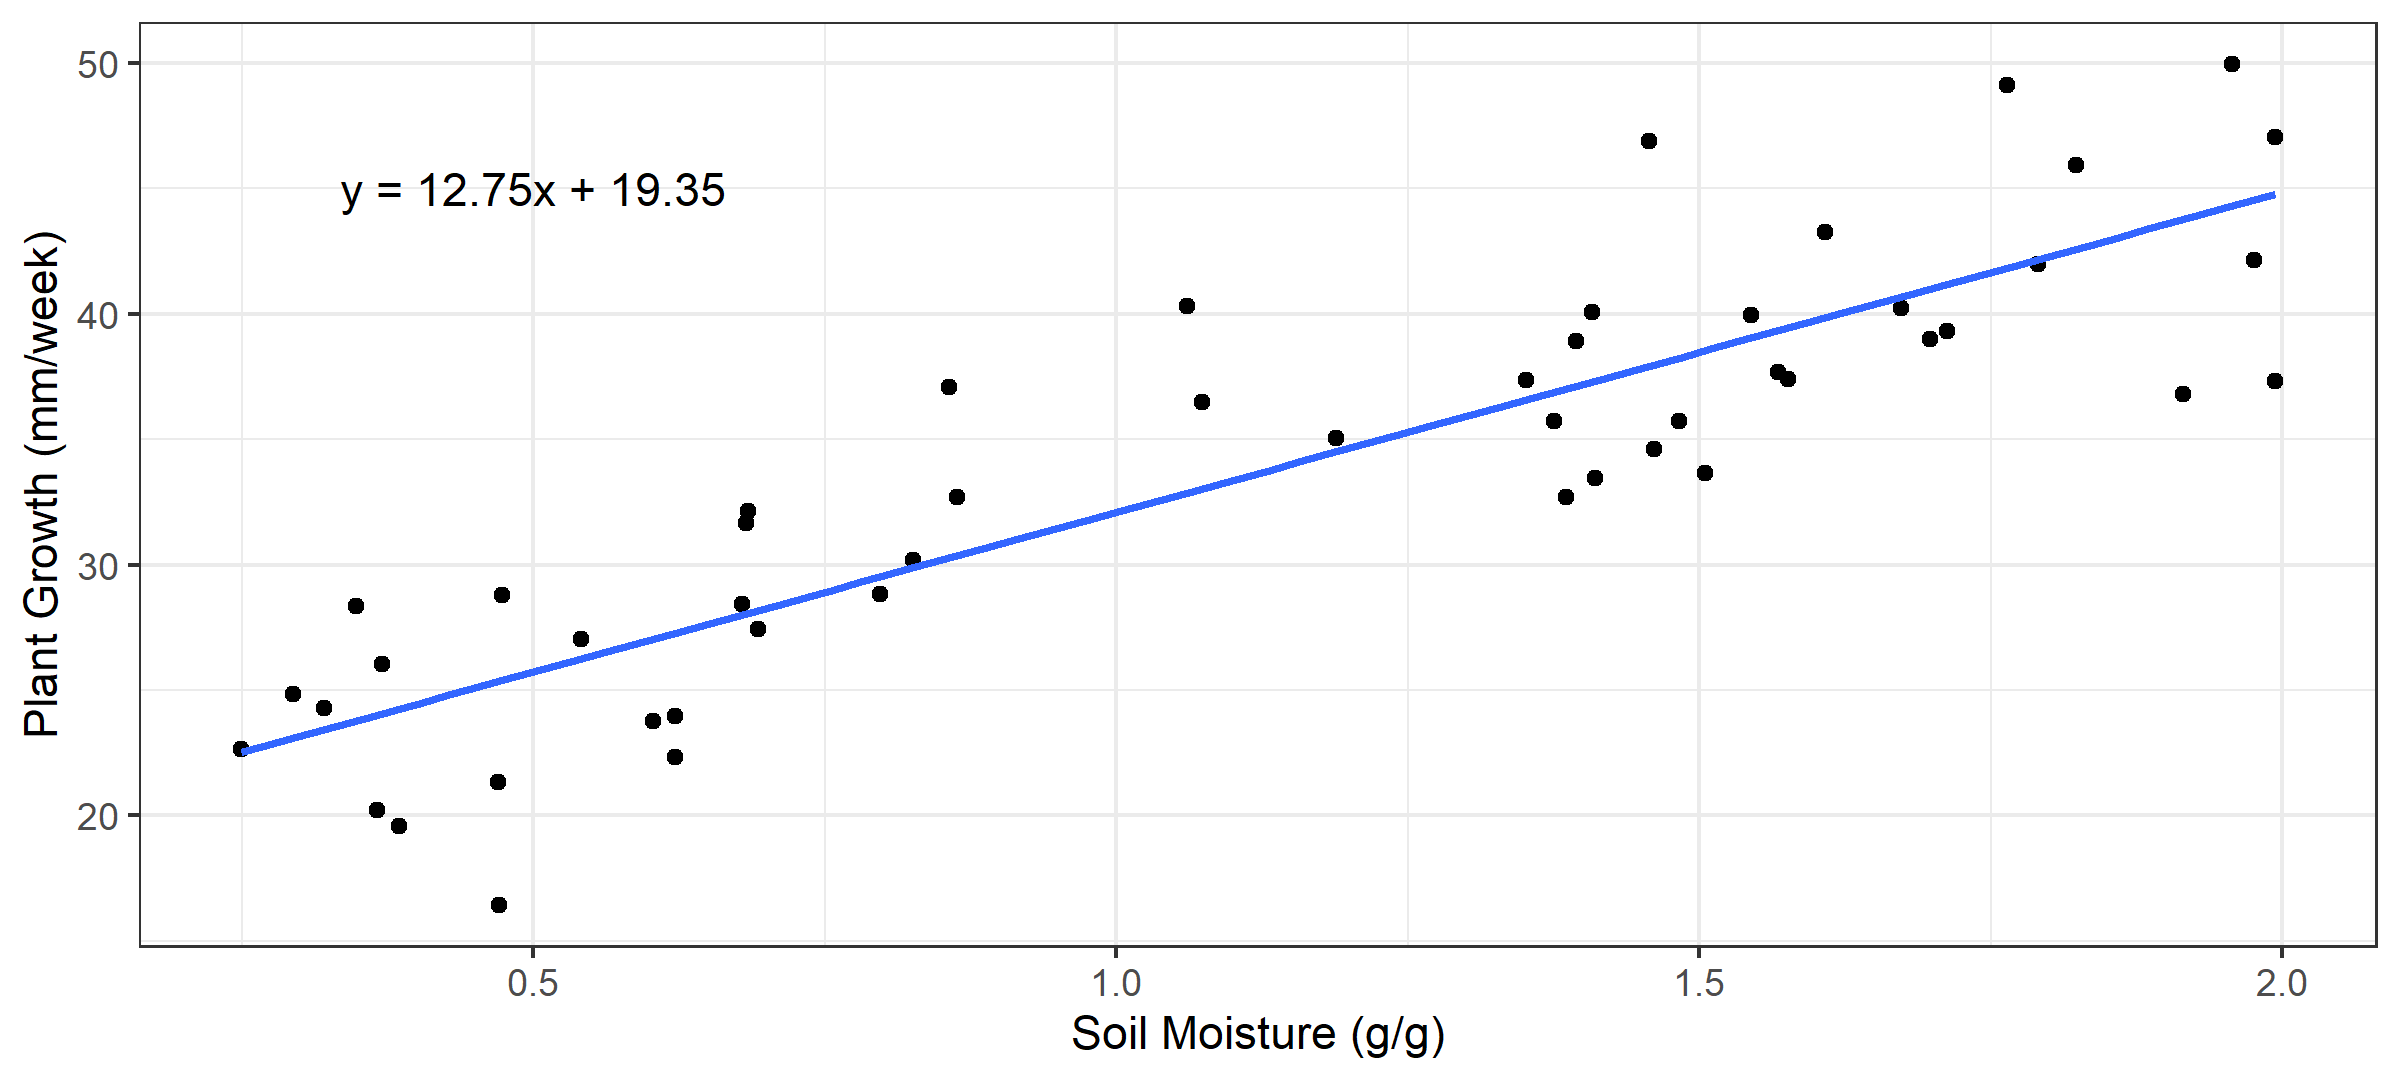 y = 12.75x + 19.35
Plant Growth (mm/week)
50
40
30
20
0.5
1.0
1.5
2.0
Soil Moisture (g/g)